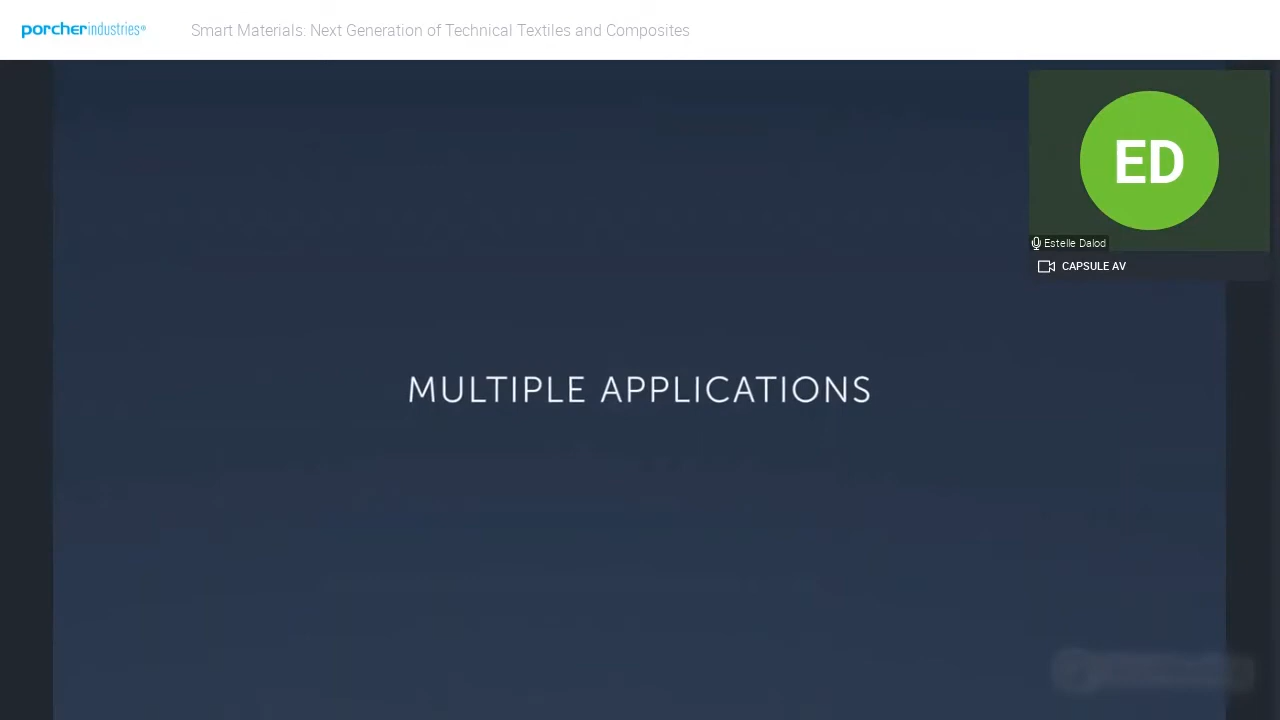 porcherindustries®
Smart Materials: Next Generation of Technical Textiles and Composites
ED
Estelle Dalod
CAPSULE AV
MULTIPLE APPLICATIONS